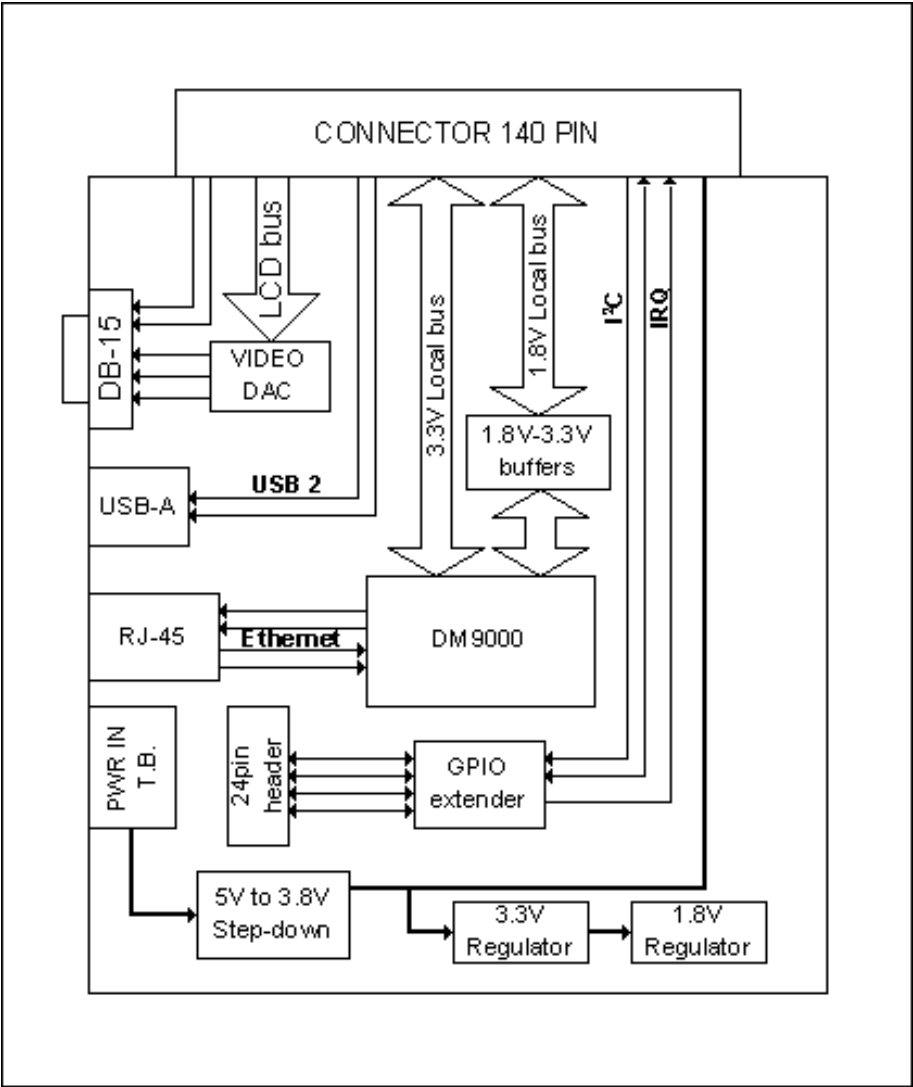 CONNECTOR 140 PIN
LCD bus
3.3V Local bus
1.8V Local bus
I²C
IRQ
DB-15
VIDEO
DAC
1.8V-3.3V
buffers
USB-A
USB 2
RJ-45
Ethernet
DM9000
PWR IN
T.B.
24pin
header
GPIO
extender
5V to 3.8V
Step-down
3.3V
Regulator
1.8V
Regulator